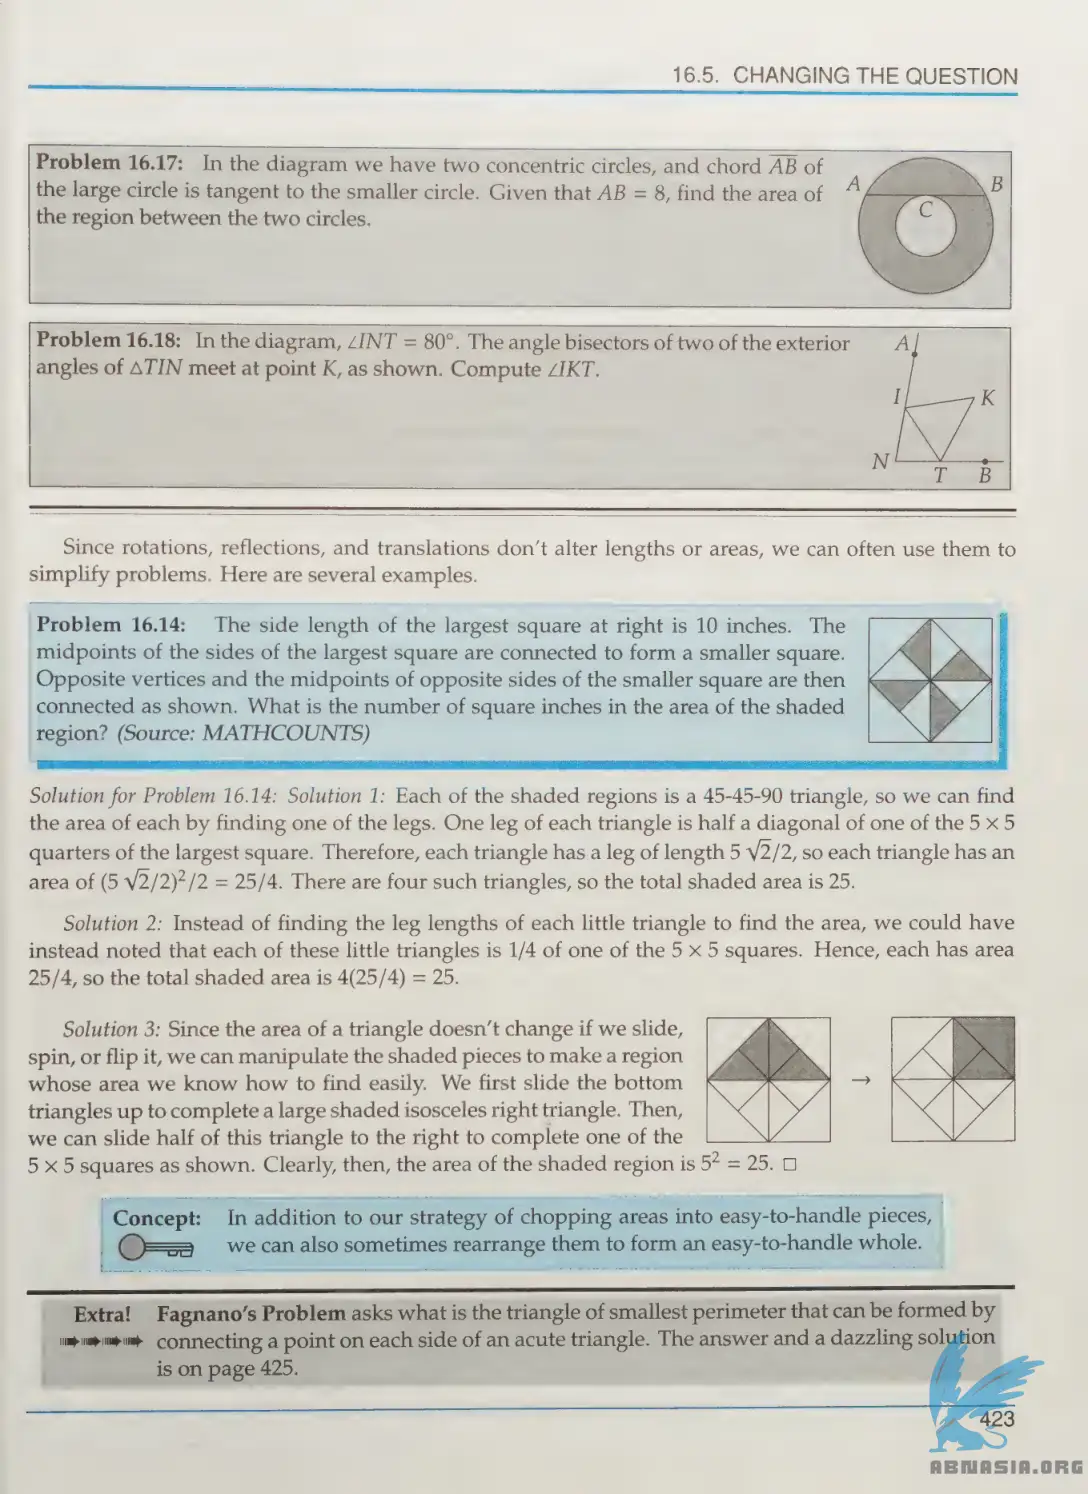 16.5. CHANGING THE QUESTION
Problem 16.17: In the diagram we have two concentric circles, and chord A̅B̅ of
the large circle is tangent to the smaller circle. Given that AB = 8, find the area of
the region between the two circles.
A
B
C
Problem 16.18: In the diagram, ∠INT = 80°. The angle bisectors of two of the exterior
angles of △TIN meet at point K, as shown. Compute ∠IKT.
A
I
K
N
T B
Since rotations, reflections, and translations don't alter lengths or areas, we can often use them to
simplify problems. Here are several examples.
Problem 16.14: The side length of the largest square at right is 10 inches. The
midpoints of the sides of the largest square are connected to form a smaller square.
Opposite vertices and the midpoints of opposite sides of the smaller square are then
connected as shown. What is the number of square inches in the area of the shaded
region? (Source: MATHCOUNTS)
Solution for Problem 16.14: Solution 1: Each of the shaded regions is a 45-45-90 triangle, so we can find
the area of each by finding one of the legs. One leg of each triangle is half a diagonal of one of the 5 × 5
quarters of the largest square. Therefore, each triangle has a leg of length 5 √2/2, so each triangle has an
area of (5 √2/2)²/2 = 25/4. There are four such triangles, so the total shaded area is 25.
Solution 2: Instead of finding the leg lengths of each little triangle to find the area, we could have
instead noted that each of these little triangles is 1/4 of one of the 5 × 5 squares. Hence, each has area
25/4, so the total shaded area is 4(25/4) = 25.
Solution 3: Since the area of a triangle doesn't change if we slide,
spin, or flip it, we can manipulate the shaded pieces to make a region
whose area we know how to find easily. We first slide the bottom
triangles up to complete a large shaded isosceles right triangle. Then,
we can slide half of this triangle to the right to complete one of the
5 × 5 squares as shown. Clearly, then, the area of the shaded region is 5² = 25. □
→
Concept: In addition to our strategy of chopping areas into easy-to-handle pieces,
we can also sometimes rearrange them to form an easy-to-handle whole.
Extra! Fagnano's Problem asks what is the triangle of smallest perimeter that can be formed by
connecting a point on each side of an acute triangle. The answer and a dazzling solution
is on page 425.
423
ABNASIA.ORG